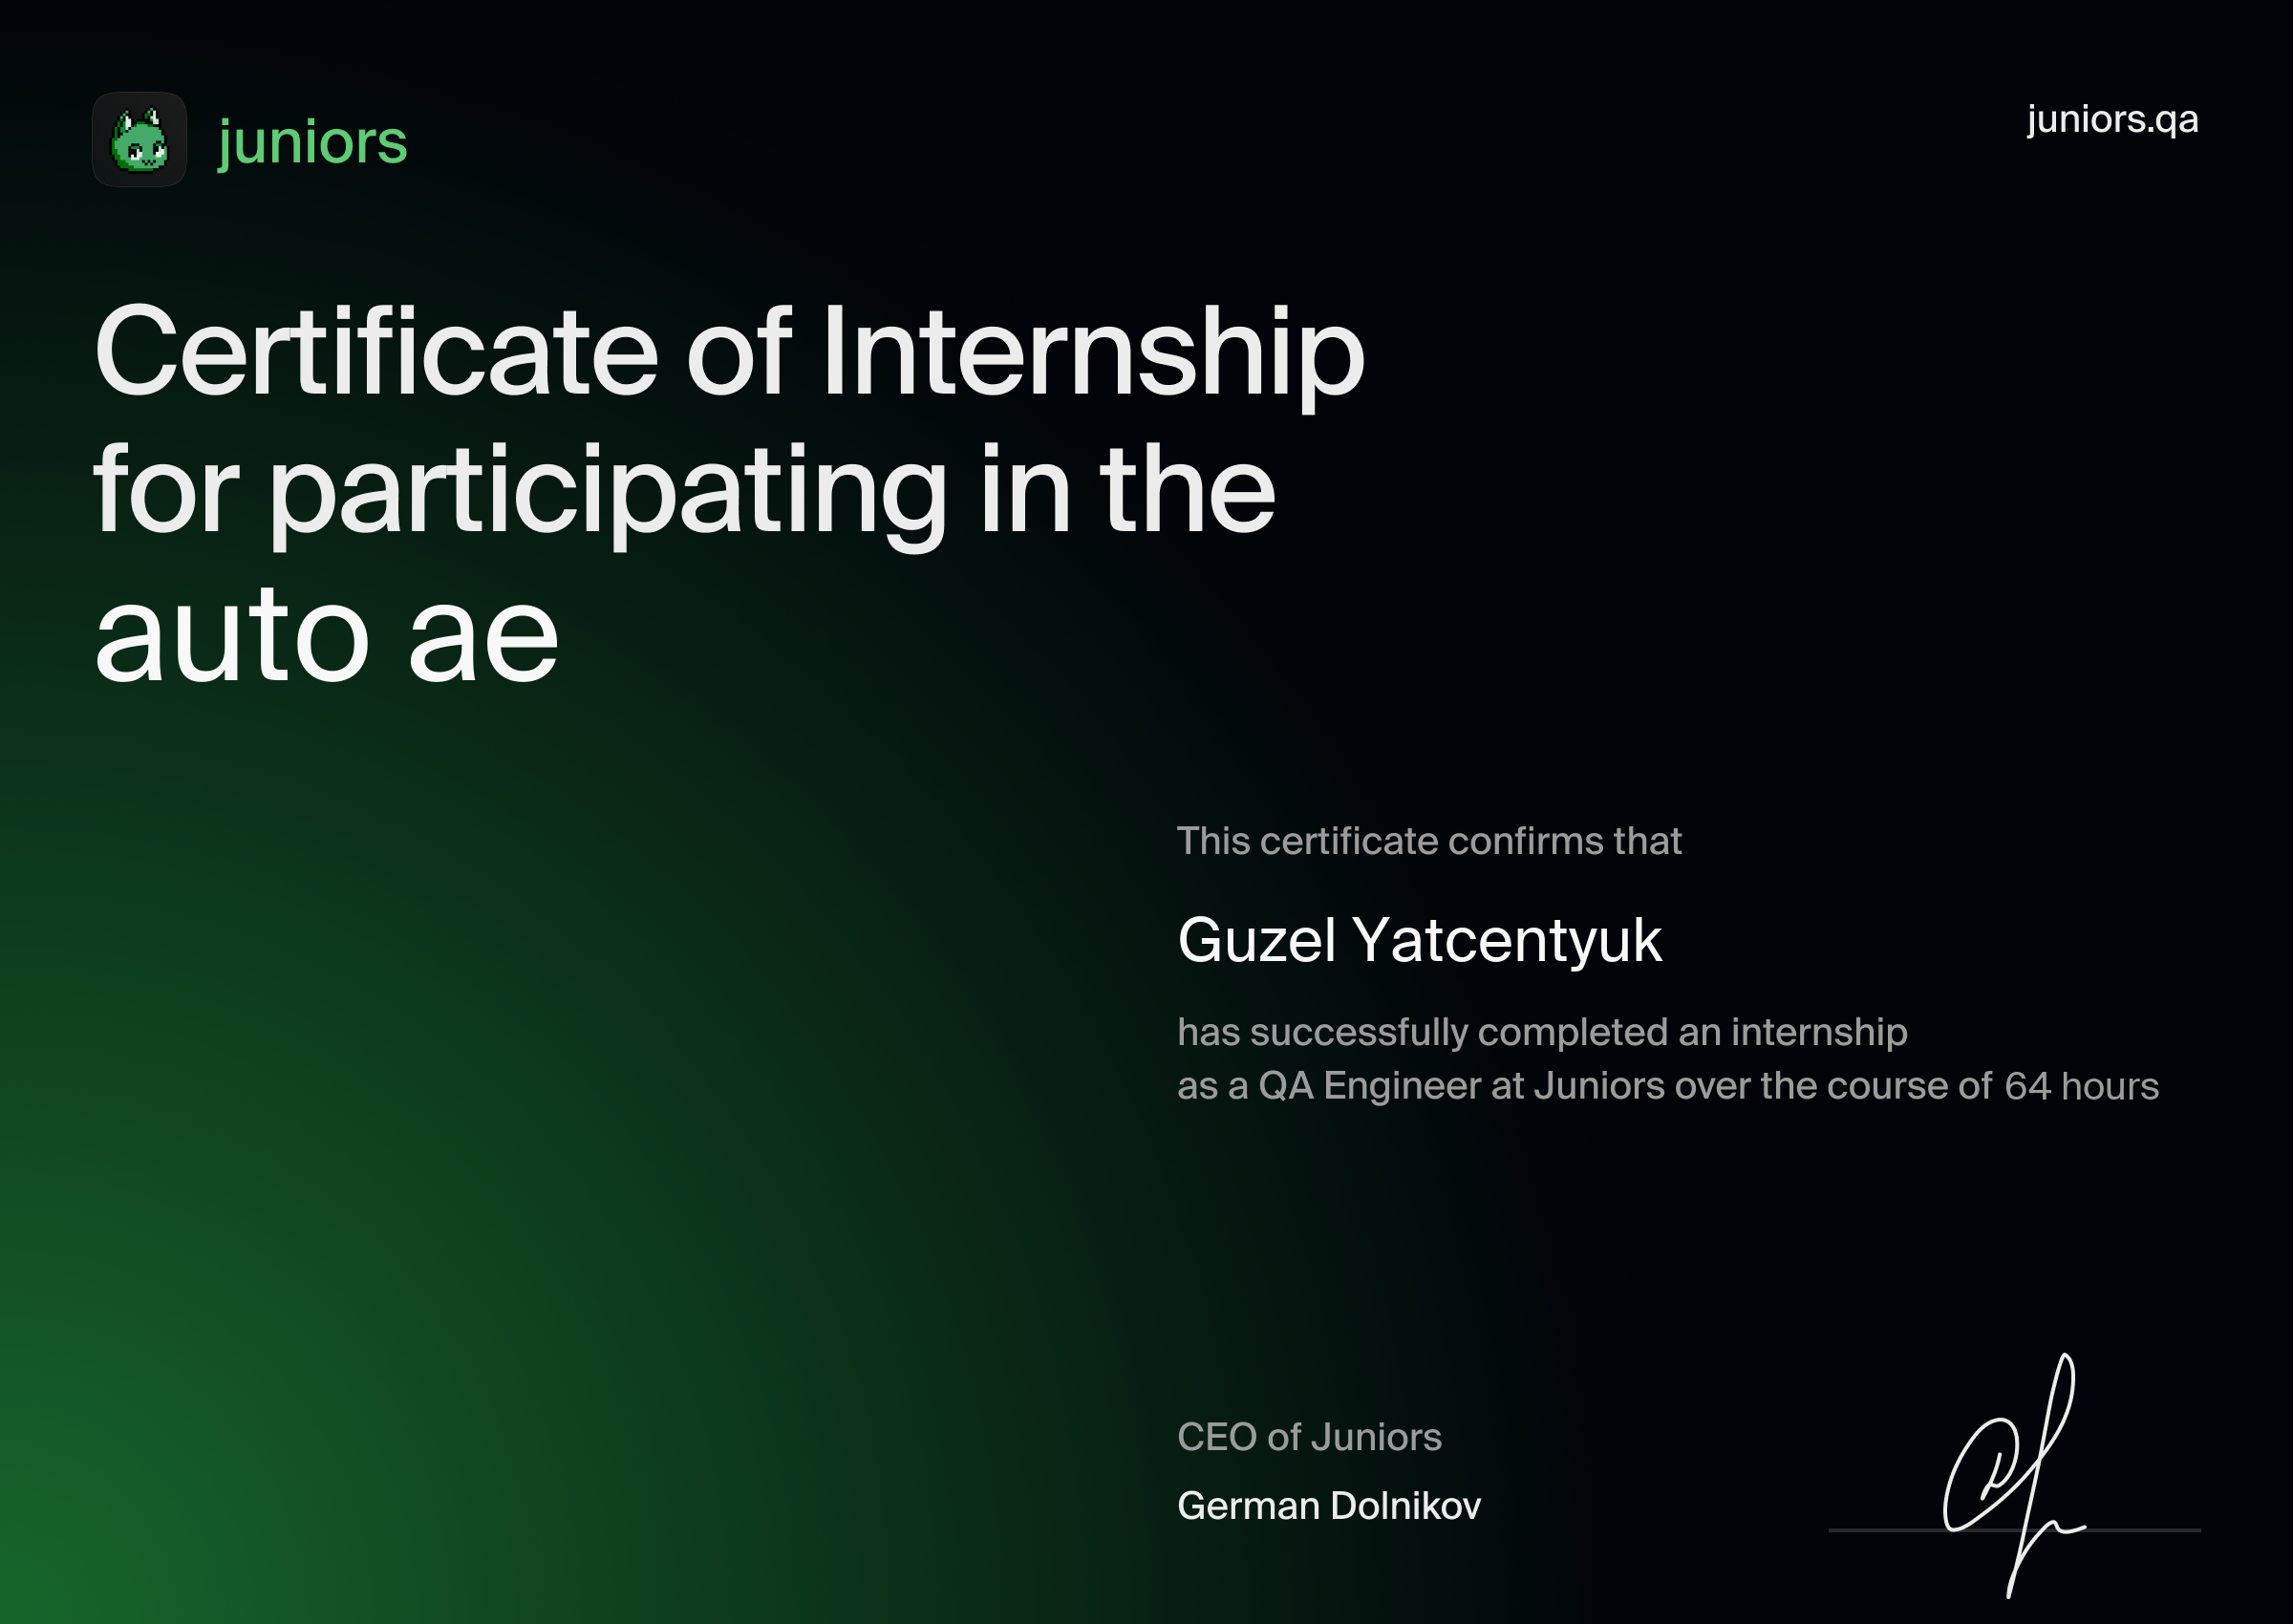 juniors
juniors.qa
Certificate of Internship
for participating in the
auto ae
This certificate confirms that
Guzel Yatcentyuk
has successfully completed an internship
as a QA Engineer at Juniors over the course of 64 hours
CEO of Juniors
German Dolnikov